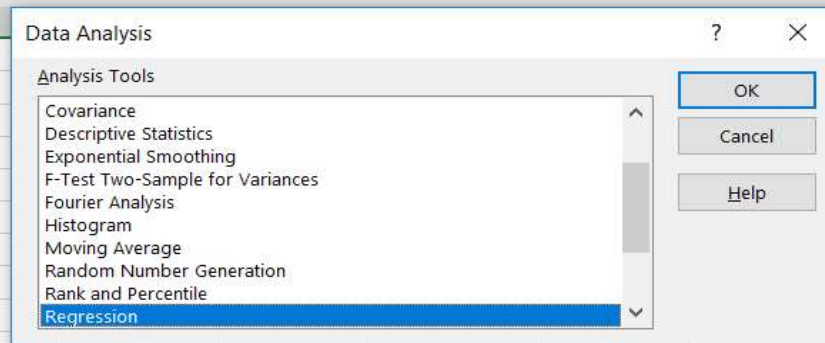 Data Analysis ?
Analysis Tools
Covariance
Descriptive Statistics
Exponential Smoothing
F-Test Two-Sample for Variances
Fourier Analysis
Histogram
Moving Average
Random Number Generation
Rank and Percentile
Regression
OK
Cancel
Help